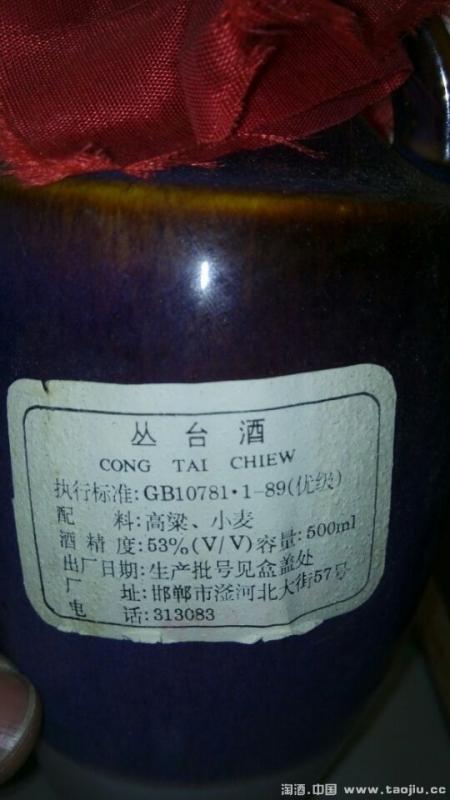 丛台酒
CONG TAI CHIEW
执行标准:GB10781·1-89(优级)
配料:高粱、小麦
酒精度:53%(V/V)容量:500ml
出厂日期:生产批号见盒盖处
厂址:邯郸市滏河北大街57号
电话:313083
淘酒.中国 www.taojiu.cc